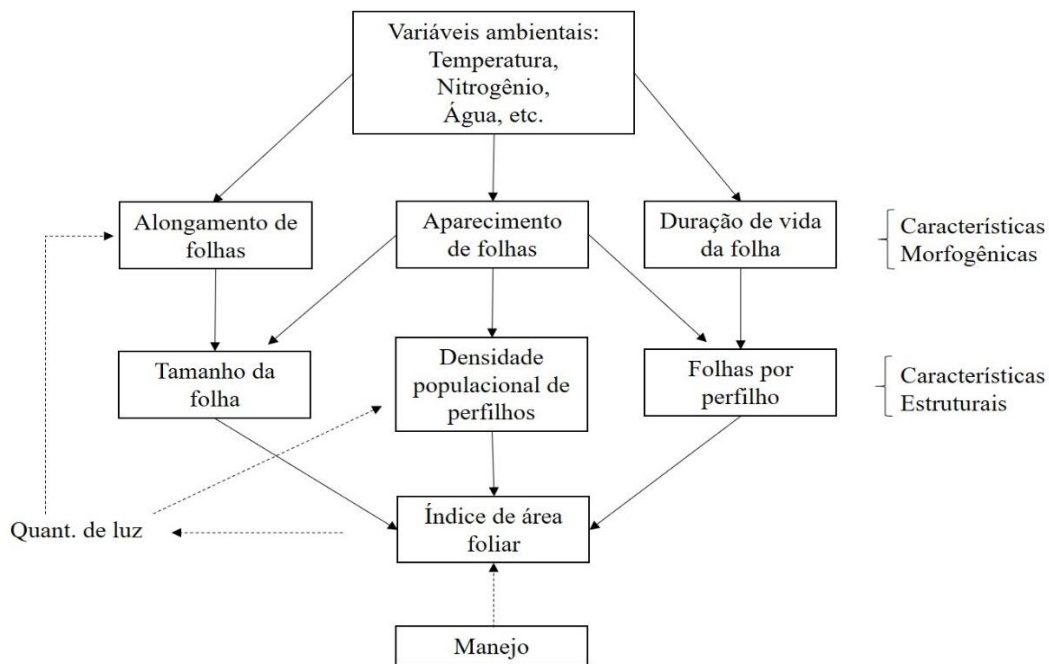 Variáveis ambientais:
Temperatura,
Nitrogênio,
Água, etc.
Alongamento de
folhas
Aparecimento
de folhas
Duração de vida
da folha
Características
Morfogênicas
Tamanho da
folha
Densidade
populacional de
perfilhos
Folhas por
perfilho
Características
Estruturais
Quant. de luz
Índice de área
foliar
Manejo